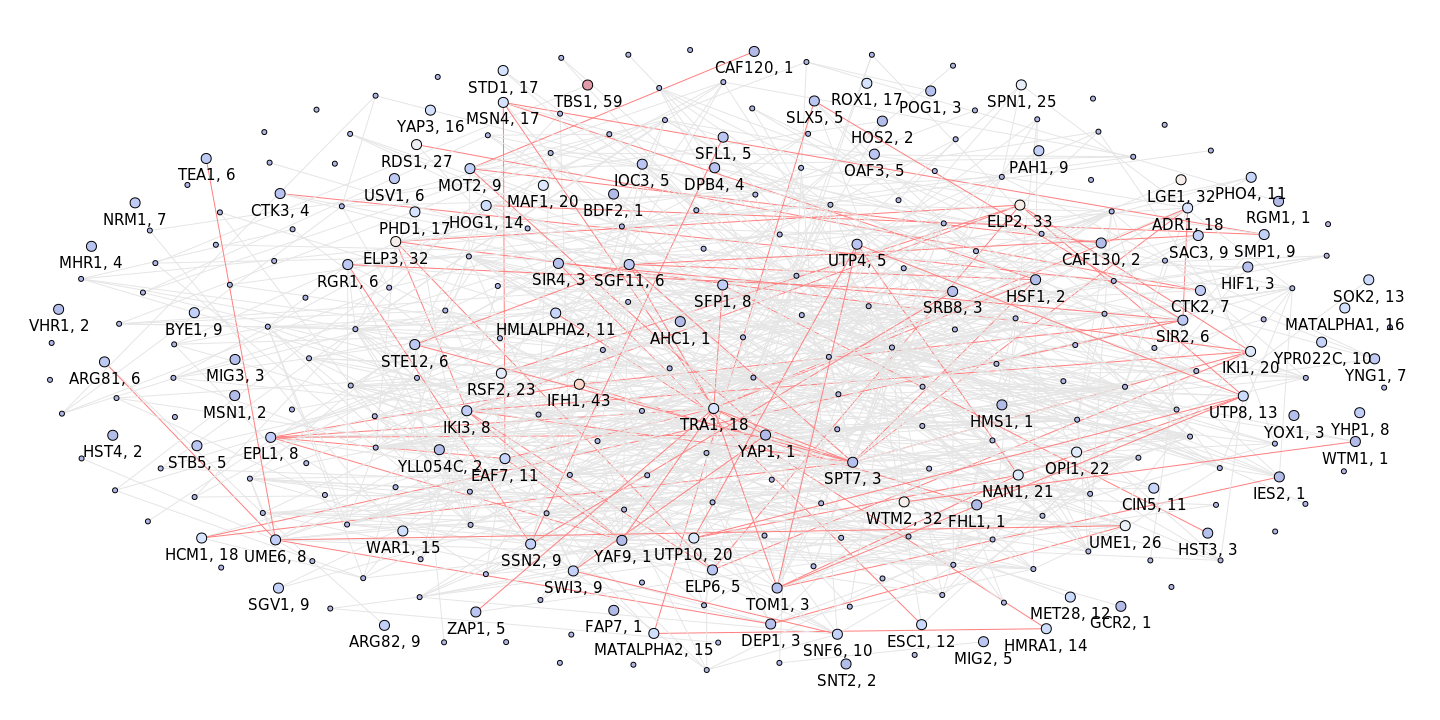 CAF120, 1
STD1, 17
TBS1, 59
ROX1, 17
POG1, 3
SPN1, 25
MSN4, 17
SLX5, 5
YAP3, 16
HOS2, 2
SFL1, 5
RDS1, 27
PAH1, 9
OAF3, 5
TEA1, 6
IOC3, 5
DPB4, 4
MOT2, 9
USV1, 6
LGE1, 32
PHO4, 11
MAF1, 20
BDF2, 1
CTK3, 4
NRM1, 7
RGM1, 1
HOG1, 14
ELP2, 33
ADR1, 18
PHD1, 17
SMP1, 9
SAC3, 9
ELP3, 32
UTP4, 5
CAF130, 2
MHR1, 4
RGR1, 6
SIR4, 3
SGF11, 6
HIF1, 3
SFP1, 8
HSF1, 2
SOK2, 13
SRB8, 3
CTK2, 7
VHR1, 2
BYE1, 9
HMLALPHA2, 11
MATALPHA1, 16
AHC1, 1
SIR2, 6
YPR022C, 10
STE12, 6
IKI1, 20
MIG3, 3
YNG1, 7
ARG81, 6
RSF2, 23
IFH1, 43
MSN1, 2
UTP8, 13
TRA1, 18
HMS1, 1
IKI3, 8
YOX1, 3
YHP1, 8
HST4, 2
EPL1, 8
YAP1, 1
WTM1, 1
STB5, 5
YLL054C, 2
EAF7, 11
OPI1, 22
SPT7, 3
NAN1, 21
IES2, 1
CIN5, 11
WTM2, 32
FHL1, 1
UME1, 26
HCM1, 18
UME6, 8
WAR1, 15
SSN2, 9
YAF9, 1
UTP10, 20
HST3, 3
SWI3, 9
ELP6, 5
SGV1, 9
TOM1, 3
MET28, 12
GCR2, 1
ZAP1, 5
FAP7, 1
ARG82, 9
MATALPHA2, 15
DEP1, 3
SNF6, 10
ESC1, 12
HMRA1, 14
MIG2, 5
SNT2, 2